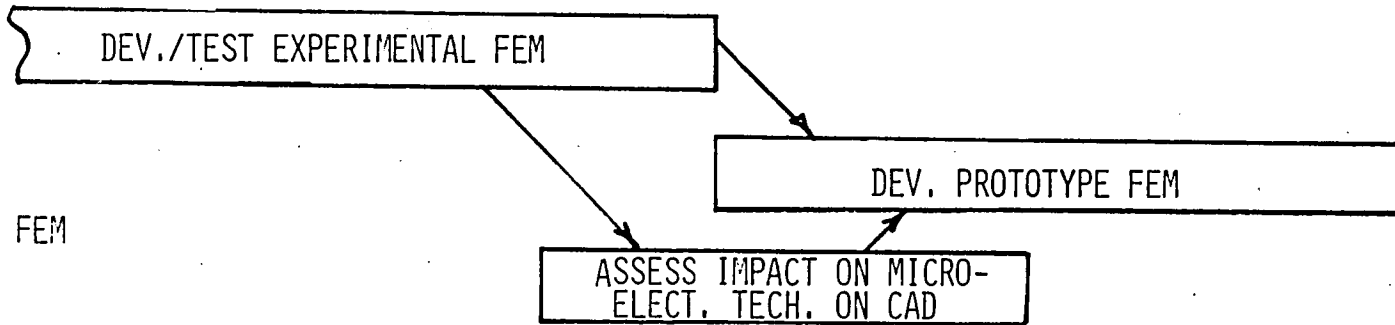 DEV./TEST EXPERIMENTAL FEM
DEV. PROTOTYPE FEM
FEM
ASSESS IMPACT ON MICRO-
ELECT. TECH. ON CAD